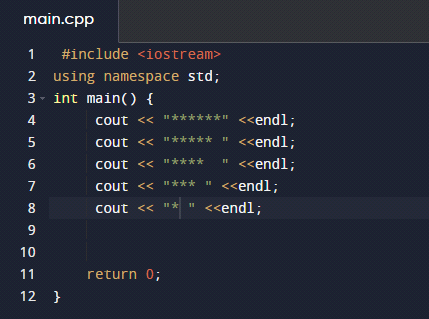 main.cpp
1 #include <iostream>
2 using namespace std;
3 int main() {
4 cout << "******" <<endl;
5 cout << "***** " <<endl;
6 cout << "****  " <<endl;
7 cout << "*** " <<endl;
8 cout << "* " <<endl;
9
10
11 return 0;
12 }